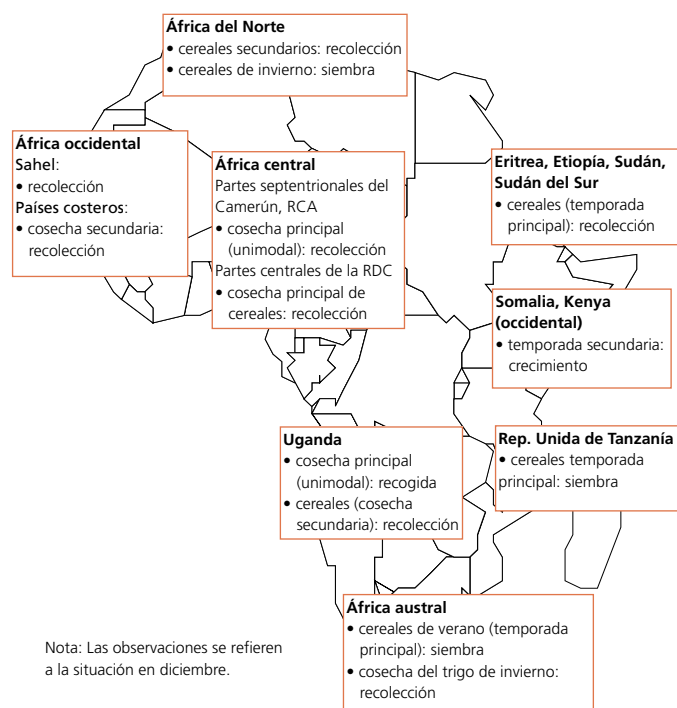 África del Norte
• cereales secundarios: recolección
• cereales de invierno: siembra
África occidental
Sahel:
• recolección
Países costeros:
• cosecha secundaria:
recolección
África central
Partes septentrionales del
Camerún, RCA
• cosecha principal
(unimodal): recolección
Partes centrales de la RDC
• cosecha principal de
cereales: recolección
Eritrea, Etiopía, Sudán,
Sudán del Sur
• cereales (temporada
principal): recolección
Somalia, Kenya
(occidental)
• temporada secundaria:
crecimiento
Uganda
• cosecha principal
(unimodal): recogida
• cereales (cosecha
secundaria): recolección
Rep. Unida de Tanzanía
• cereales temporada
principal: siembra
África austral
• cereales de verano (temporada
principal): siembra
• cosecha del trigo de invierno:
recolección
Nota: Las observaciones se refieren
a la situación en diciembre.